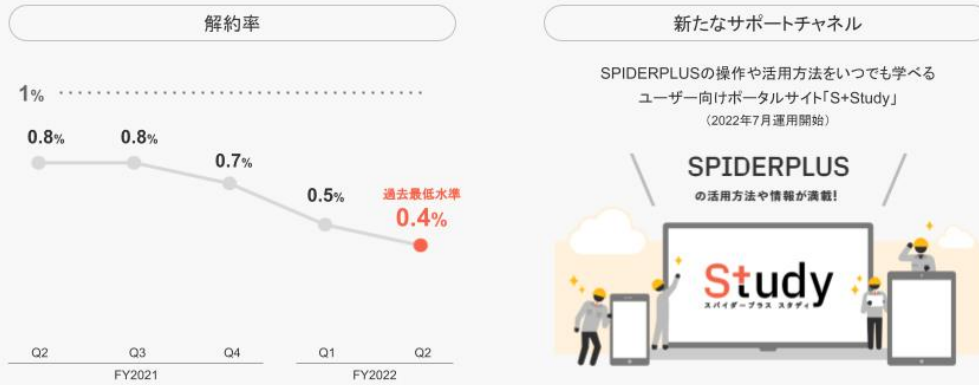 解約率
1%
0.8%
0.8%
0.7%
0.5%
過去最低水準
0.4%
Q2
Q3
Q4
Q1
Q2
FY2021
FY2022
新たなサポートチャネル
SPIDERPLUSの操作や活用方法をいつでも学べる
ユーザー向けポータルサイト「S+Study」
（2022年7月運用開始）
SPIDERPLUS
の活用方法や情報が満載!
Study
スパイダープラス スタディ